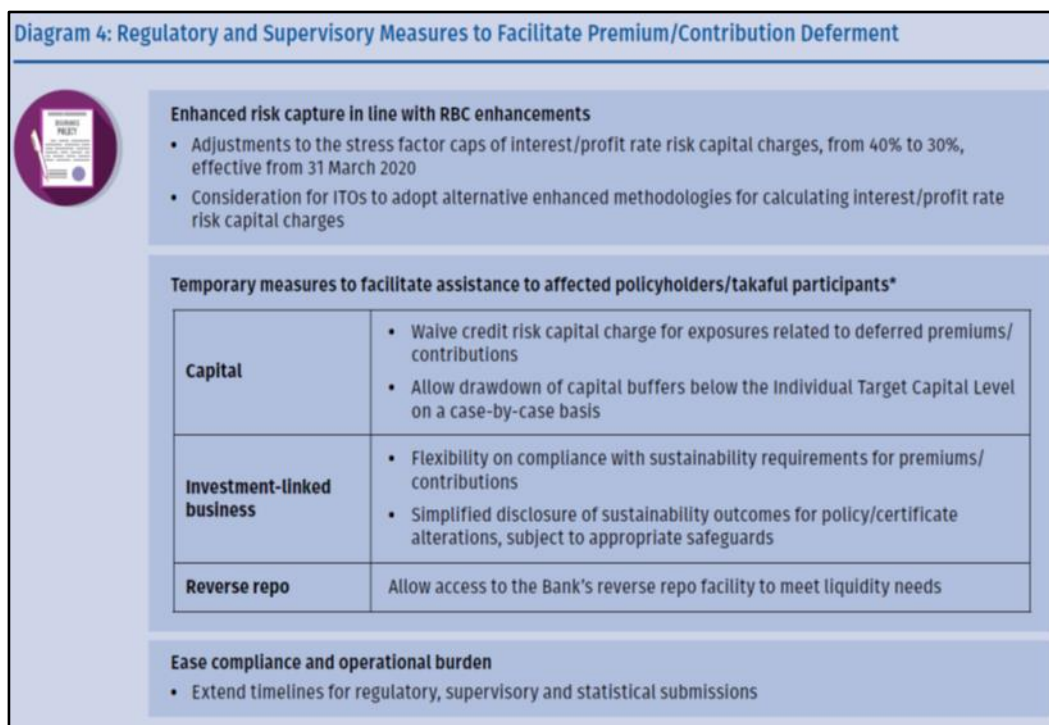 Diagram 4: Regulatory and Supervisory Measures to Facilitate Premium/Contribution Deferment
INSURANCE
POLICY
Enhanced risk capture in line with RBC enhancements
• Adjustments to the stress factor caps of interest/profit rate risk capital charges, from 40% to 30%,
effective from 31 March 2020
• Consideration for ITOs to adopt alternative enhanced methodologies for calculating interest/profit rate
risk capital charges
Temporary measures to facilitate assistance to affected policyholders/takaful participants*
Capital
• Waive credit risk capital charge for exposures related to deferred premiums/
contributions
• Allow drawdown of capital buffers below the Individual Target Capital Level
on a case-by-case basis
Investment-linked
business
• Flexibility on compliance with sustainability requirements for premiums/
contributions
• Simplified disclosure of sustainability outcomes for policy/certificate
alterations, subject to appropriate safeguards
Reverse repo
Allow access to the Bank's reverse repo facility to meet liquidity needs
Ease compliance and operational burden
• Extend timelines for regulatory, supervisory and statistical submissions